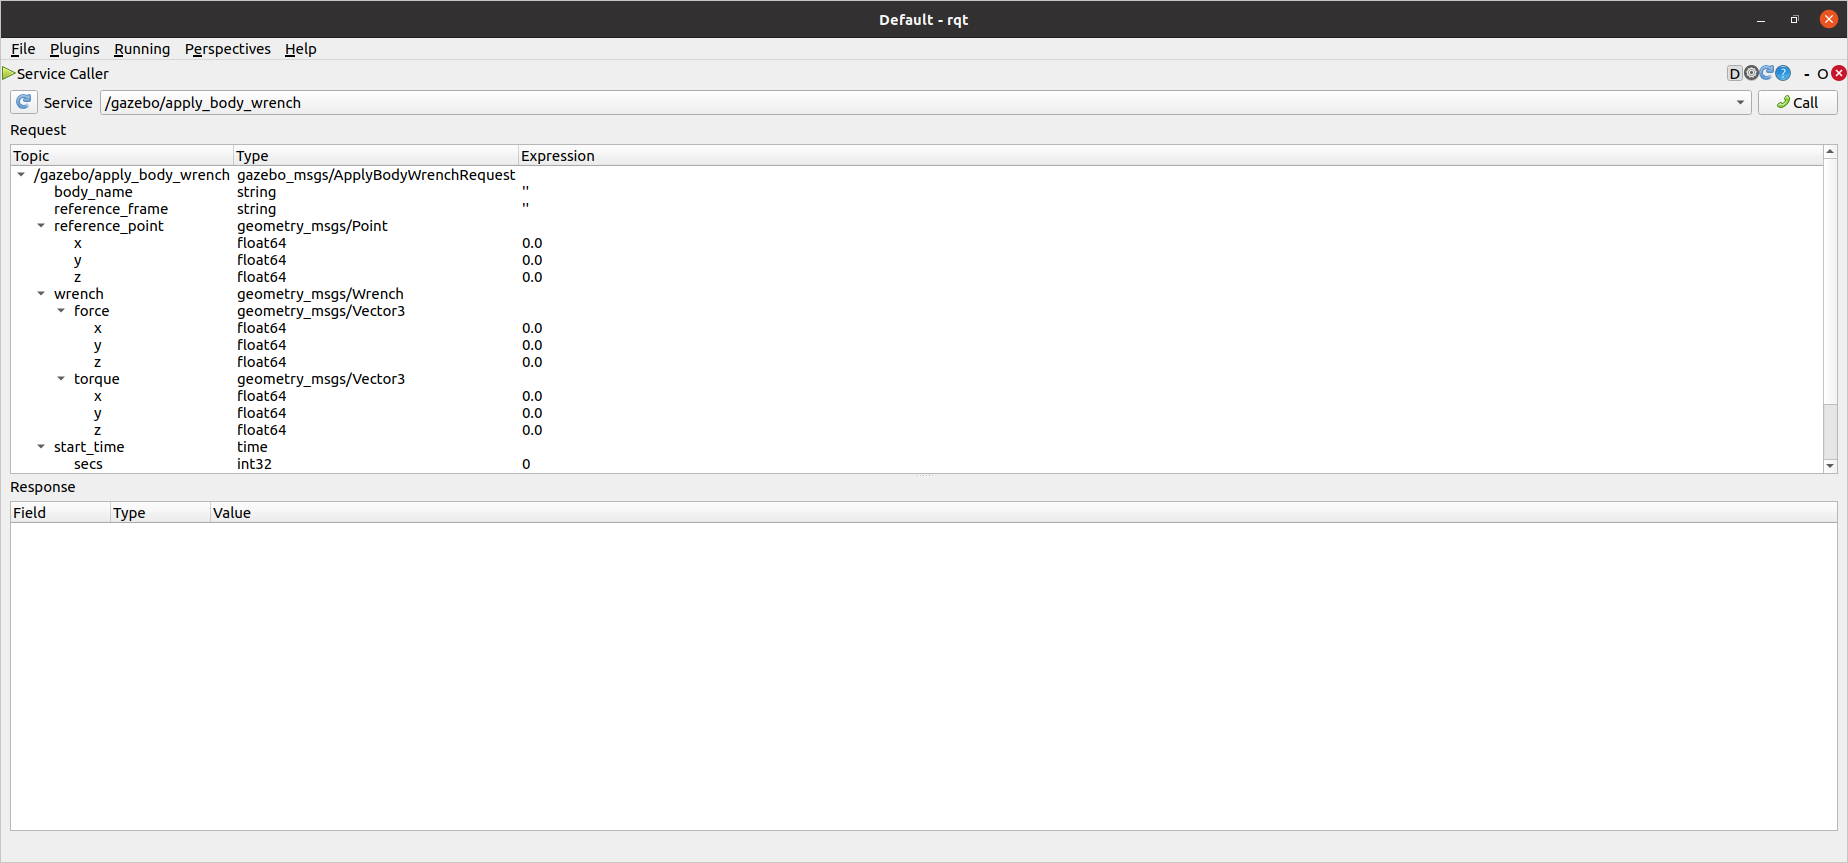 Default - rqt
File Plugins Running Perspectives Help
Service Caller D ? - O
Service /gazebo/apply_body_wrench Call
Request
Topic Type Expression
/gazebo/apply_body_wrench gazebo_msgs/ApplyBodyWrenchRequest
body_name string ''
reference_frame string ''
reference_point geometry_msgs/Point
x float64 0.0
y float64 0.0
z float64 0.0
wrench geometry_msgs/Wrench
force geometry_msgs/Vector3
x float64 0.0
y float64 0.0
z float64 0.0
torque geometry_msgs/Vector3
x float64 0.0
y float64 0.0
z float64 0.0
start_time time
secs int32 0
Response
Field Type Value